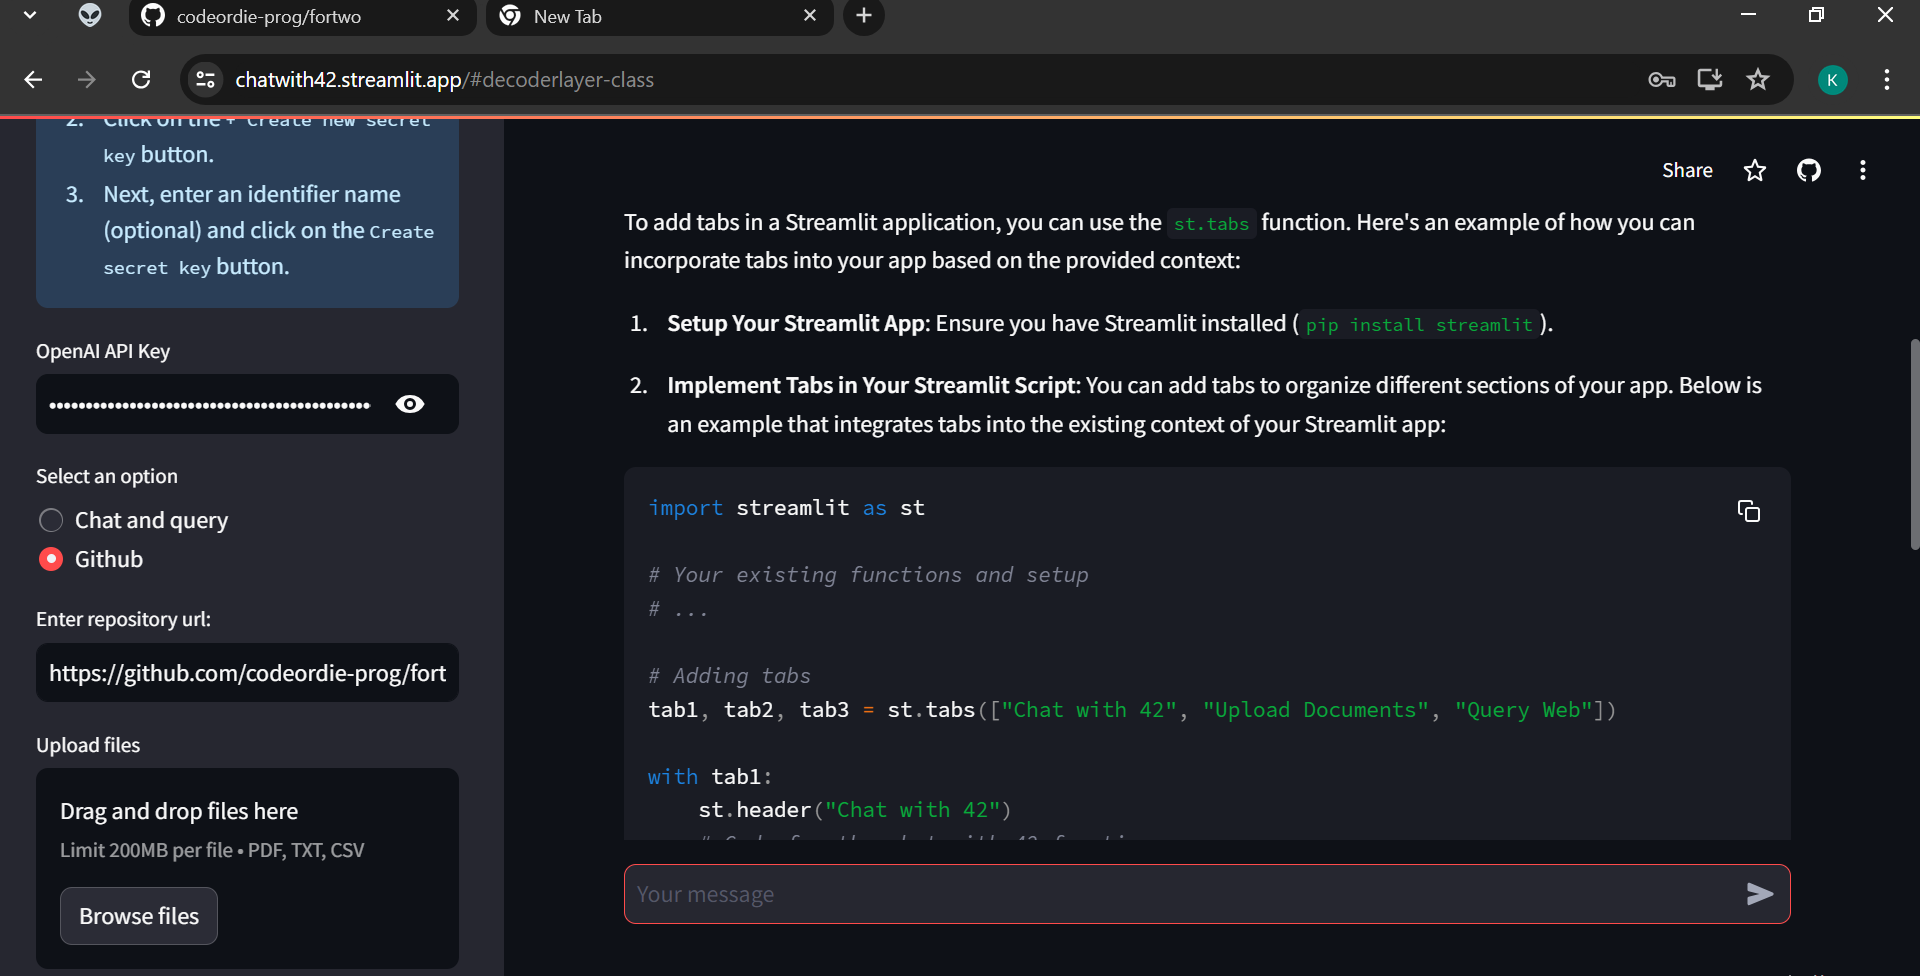 codeordie-prog/fortwo
New Tab
chatwith42.streamlit.app/#decoderlayer-class
K
2. Click on the + Create new secret
key button.
3. Next, enter an identifier name
(optional) and click on the Create
secret key button.
OpenAI API Key
Select an option
Chat and query
Github
Enter repository url:
https://github.com/codeordie-prog/fort
Upload files
Drag and drop files here
Limit 200MB per file • PDF, TXT, CSV
Browse files
Share
To add tabs in a Streamlit application, you can use the st.tabs function. Here's an example of how you can
incorporate tabs into your app based on the provided context:
1. Setup Your Streamlit App: Ensure you have Streamlit installed ( pip install streamlit ).
2. Implement Tabs in Your Streamlit Script: You can add tabs to organize different sections of your app. Below is
an example that integrates tabs into the existing context of your Streamlit app:
import streamlit as st
# Your existing functions and setup
# ...
# Adding tabs
tab1, tab2, tab3 = st.tabs(["Chat with 42", "Upload Documents", "Query Web"])
with tab1:
st.header("Chat with 42")
Your message